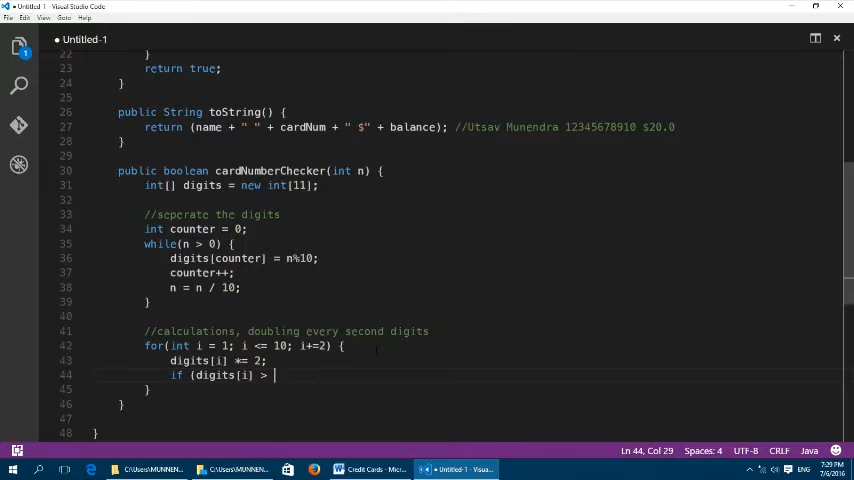 Untitled-1 - Visual Studio Code
File Edit View Goto Help
Untitled-1
1
22 }
23 return true;
24 }
25
26 public String toString() {
27 return (name + " " + cardNum + " $" + balance); //Utsav Munendra 12345678910 $20.0
28 }
29
30 public boolean cardNumberChecker(int n) {
31 int[] digits = new int[11];
32
33 //seperate the digits
34 int counter = 0;
35 while(n > 0) {
36 digits[counter] = n%10;
37 counter++;
38 n = n / 10;
39 }
40
41 //calculations, doubling every second digits
42 for(int i = 1; i <= 10; i+=2) {
43 digits[i] *= 2;
44 if (digits[i] >
45 }
46 }
47
48 }
Ln 44, Col 29 Spaces: 4 UTF-8 CRLF Java
C:\Users\MUNNEN... C:\Users\MUNNEN... Credit Cards - Micr... Untitled-1 - Visua... ENG 7:29 PM
7/6/2016